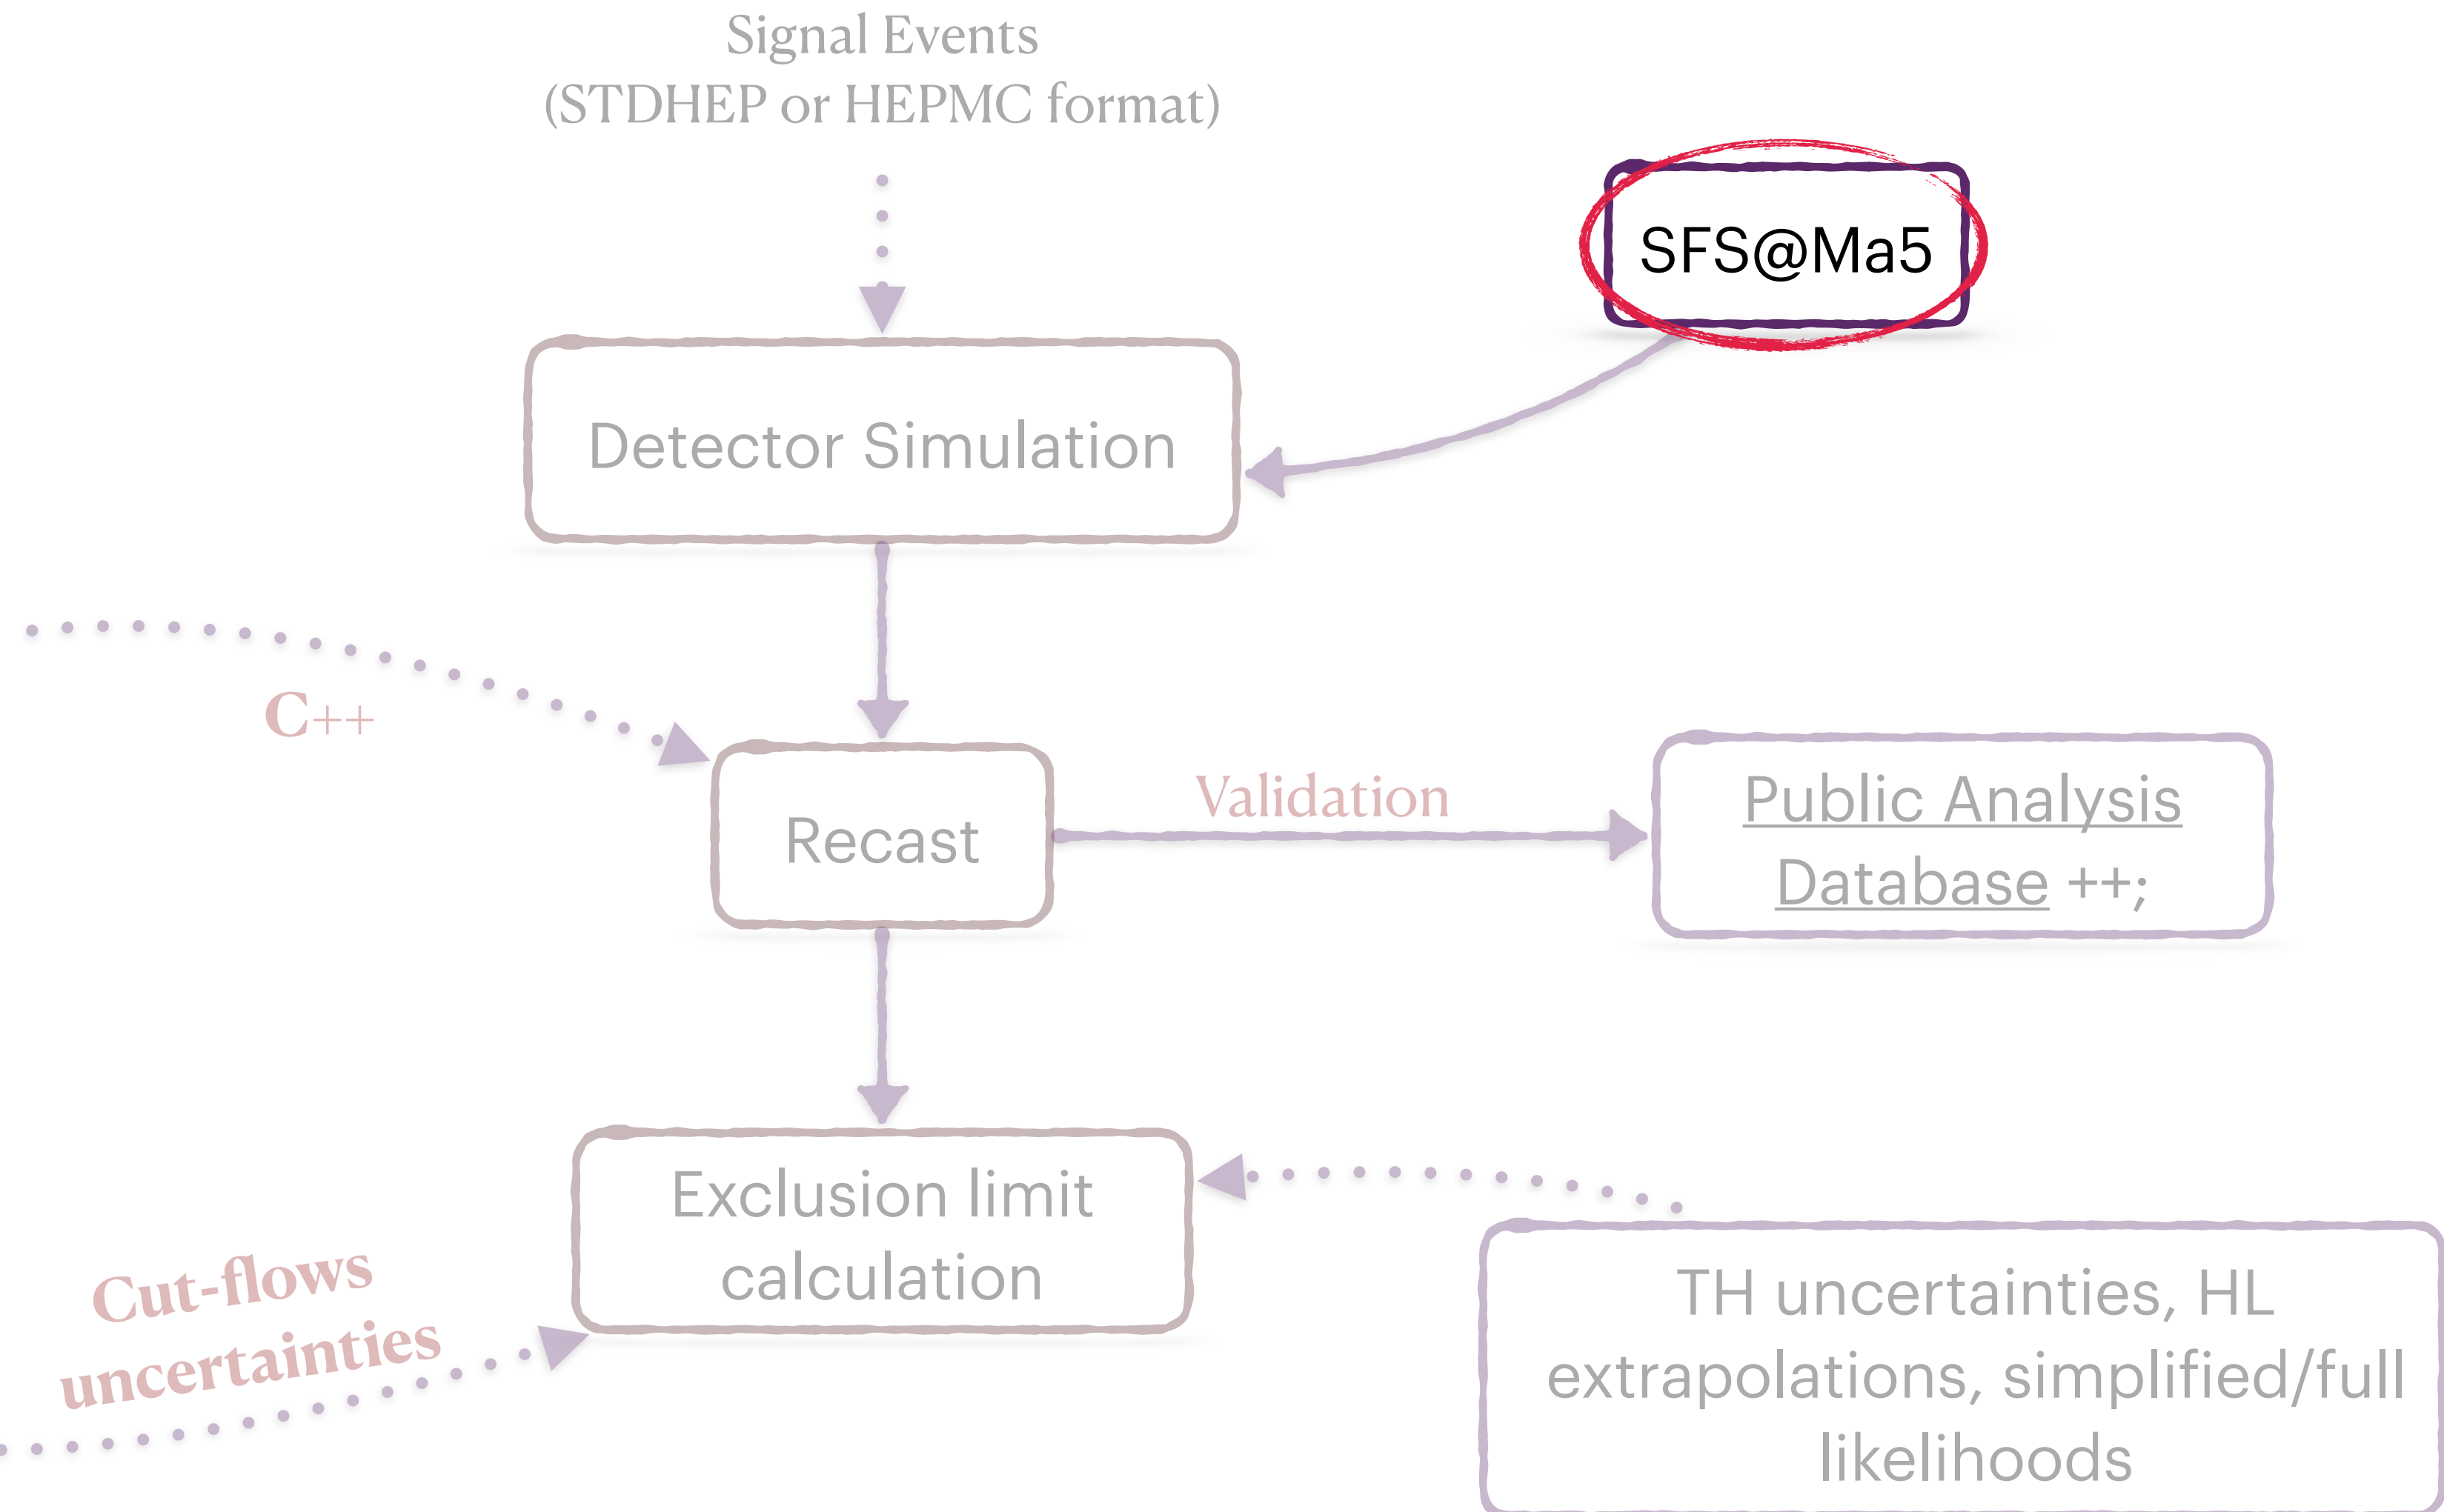 Signal Events
(STDHEP or HEPMC format)
SFS@Ma5
Detector Simulation
C++
Recast
Validation
Public Analysis
Database ++;
Exclusion limit
calculation
Cut-flows
uncertainties
TH uncertainties, HL
extrapolations, simplified/full
likelihoods